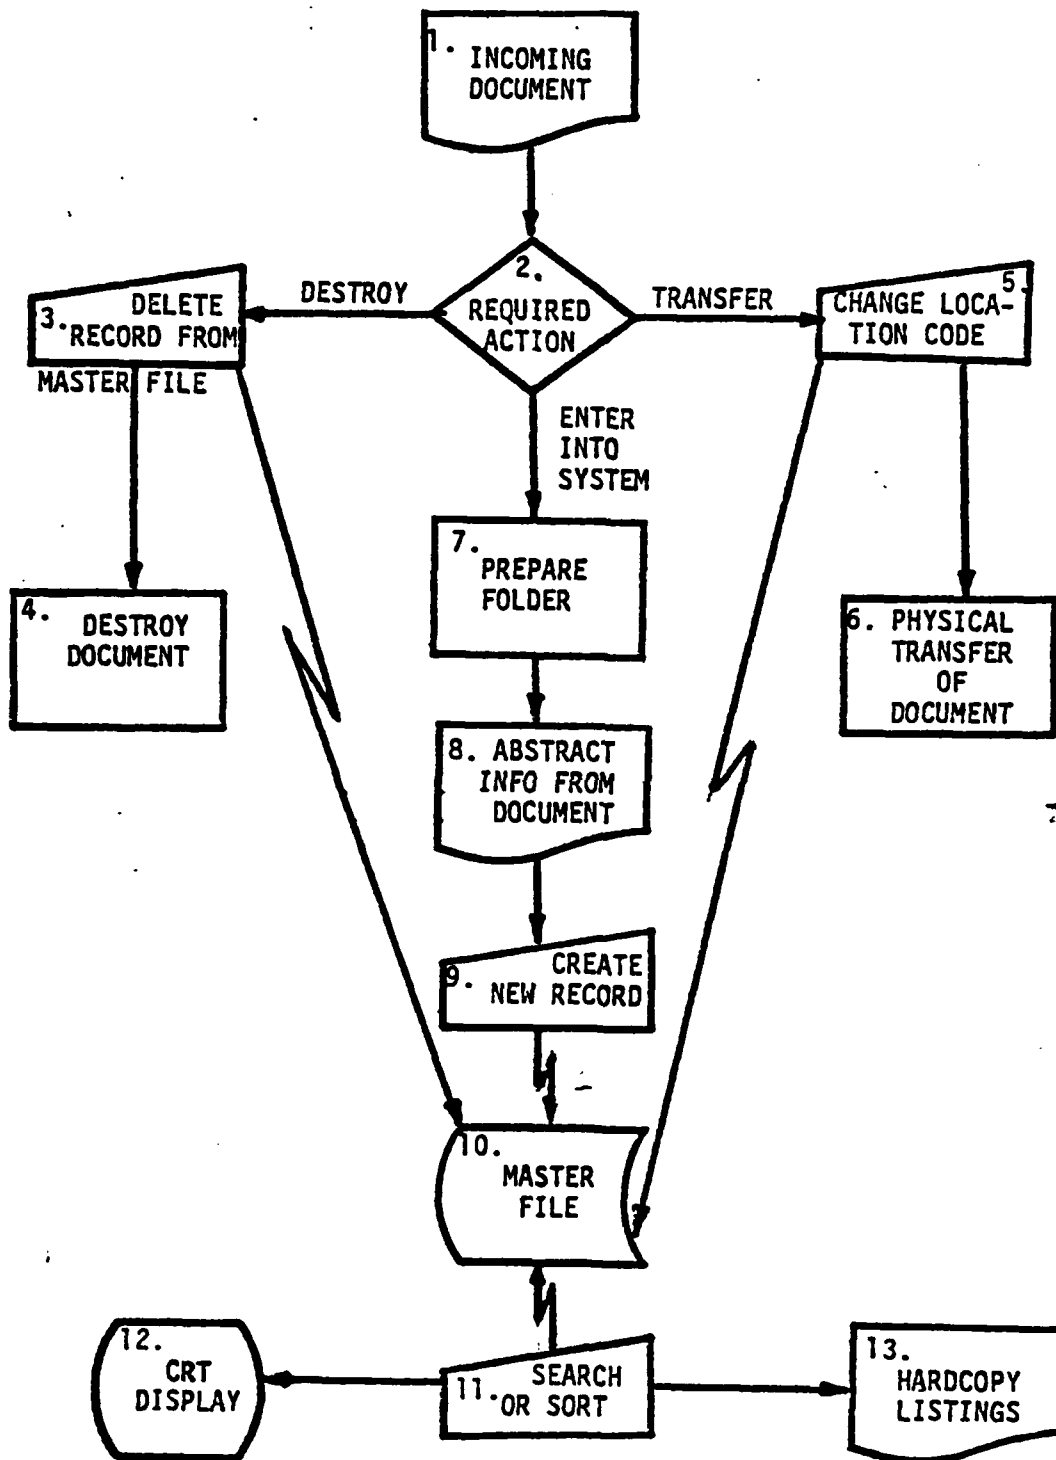 1. INCOMING
DOCUMENT
2.
REQUIRED
ACTION
DESTROY
TRANSFER
ENTER
INTO
SYSTEM
3. DELETE
RECORD FROM
MASTER FILE
4. DESTROY
DOCUMENT
5.
CHANGE LOCA-
TION CODE
6. PHYSICAL
TRANSFER
OF
DOCUMENT
7.
PREPARE
FOLDER
8. ABSTRACT
INFO FROM
DOCUMENT
9. CREATE
NEW RECORD
10.
MASTER
FILE
11. SEARCH
OR SORT
12.
CRT
DISPLAY
13.
HARDCOPY
LISTINGS